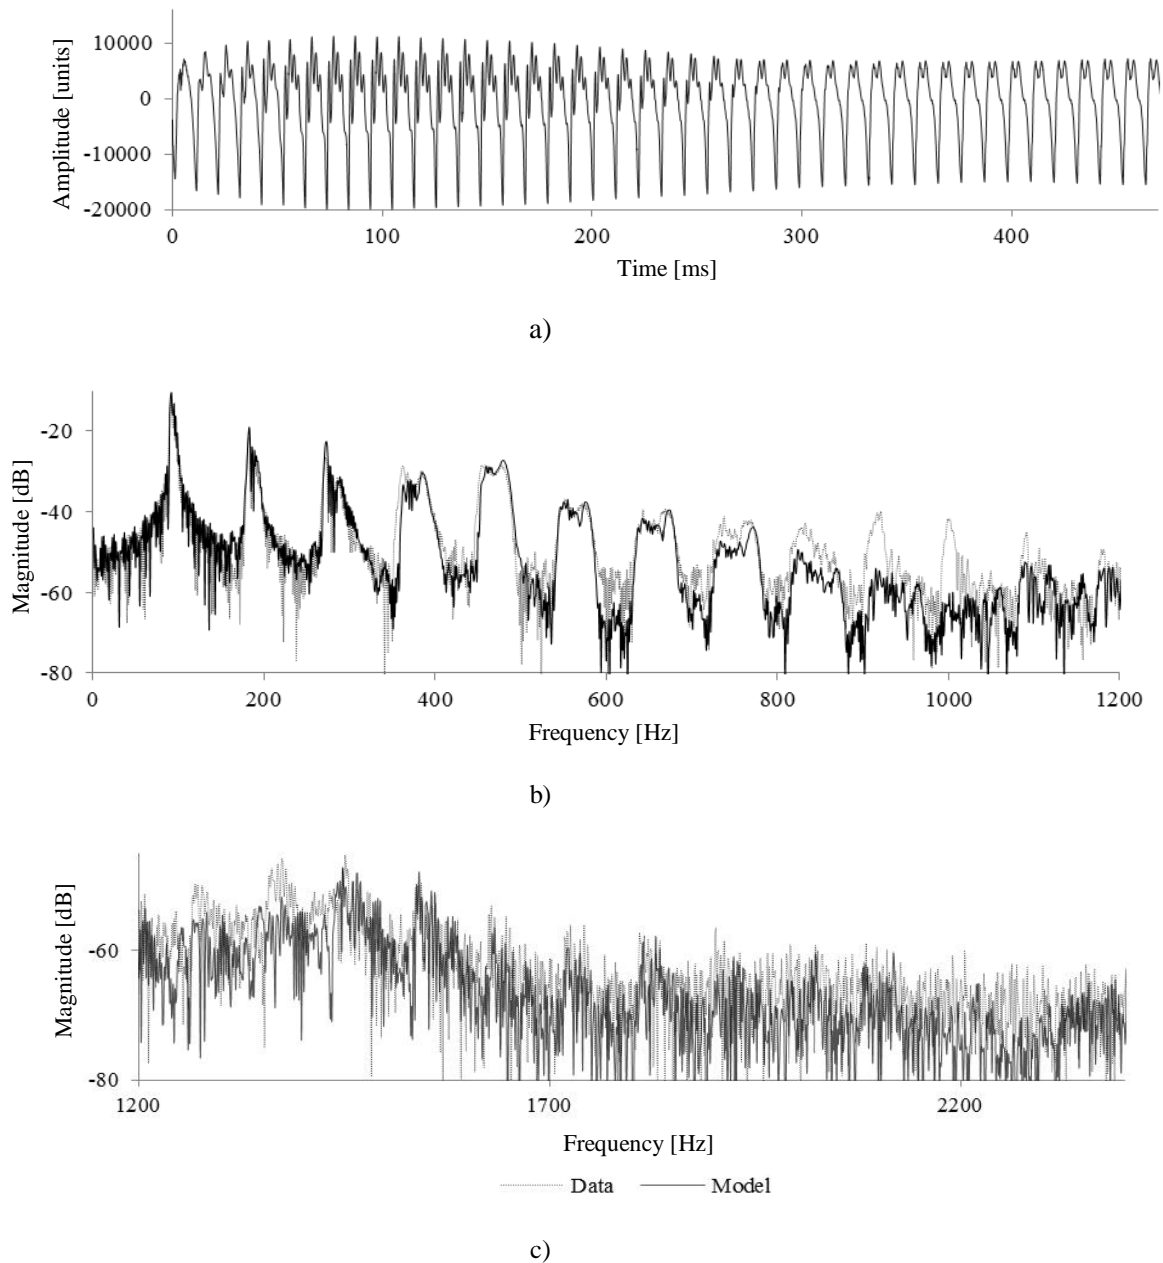 Amplitude [units]
10000
0
-10000
-20000
0
100
200
300
400
Time [ms]
a)
Magnitude [dB]
-20
-40
-60
-80
0
200
400
600
800
1000
1200
Frequency [Hz]
b)
Magnitude [dB]
-60
-80
1200
1700
2200
Frequency [Hz]
Data
Model
c)